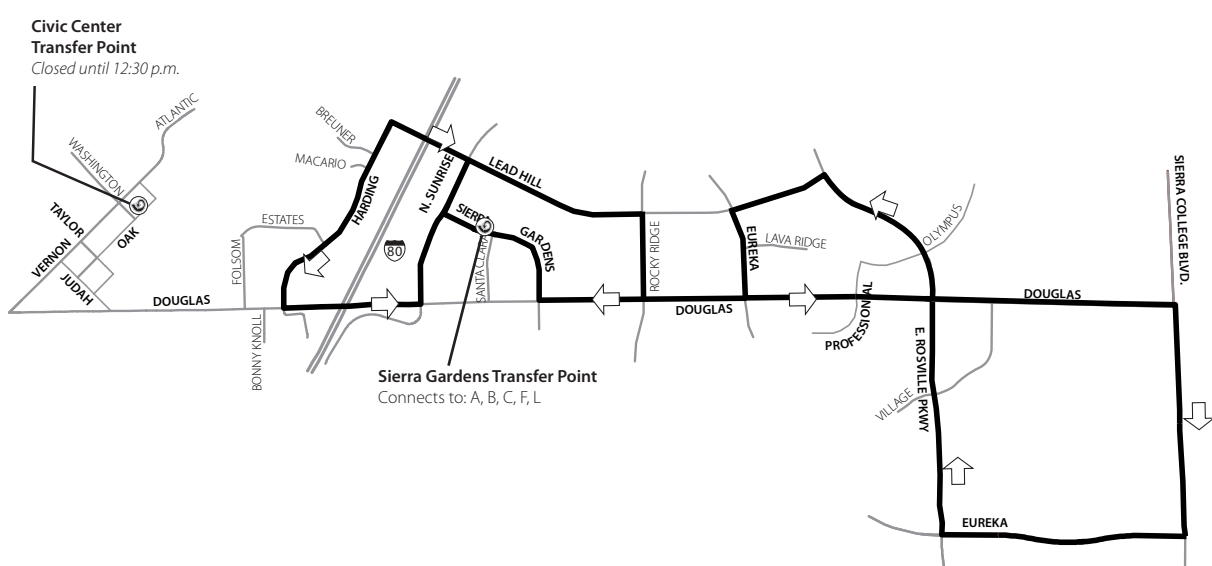 Civic Center
Transfer Point
Closed until 12:30 p.m.
ATLANTIC
WASHINGTON
TAYLOR
VERNON
OAK
JUDAH
BREUNER
MACARIO
HARDING
N. SUNRISE
LEAD HILL
ESTATES
FOLSOM
80
SIERRA
GARDENS
SANTA CLARA
ROCKY RIDGE
EUREKA
LAVA RIDGE
OLYMPUS
SIERRA COLLEGE BLVD.
DOUGLAS
DOUGLAS
DOUGLAS
BONNY KNOLL
PROFESSIONAL
E. ROSVILLE PKWY
VILLAGE
Sierra Gardens Transfer Point
Connects to: A, B, C, F, L
EUREKA